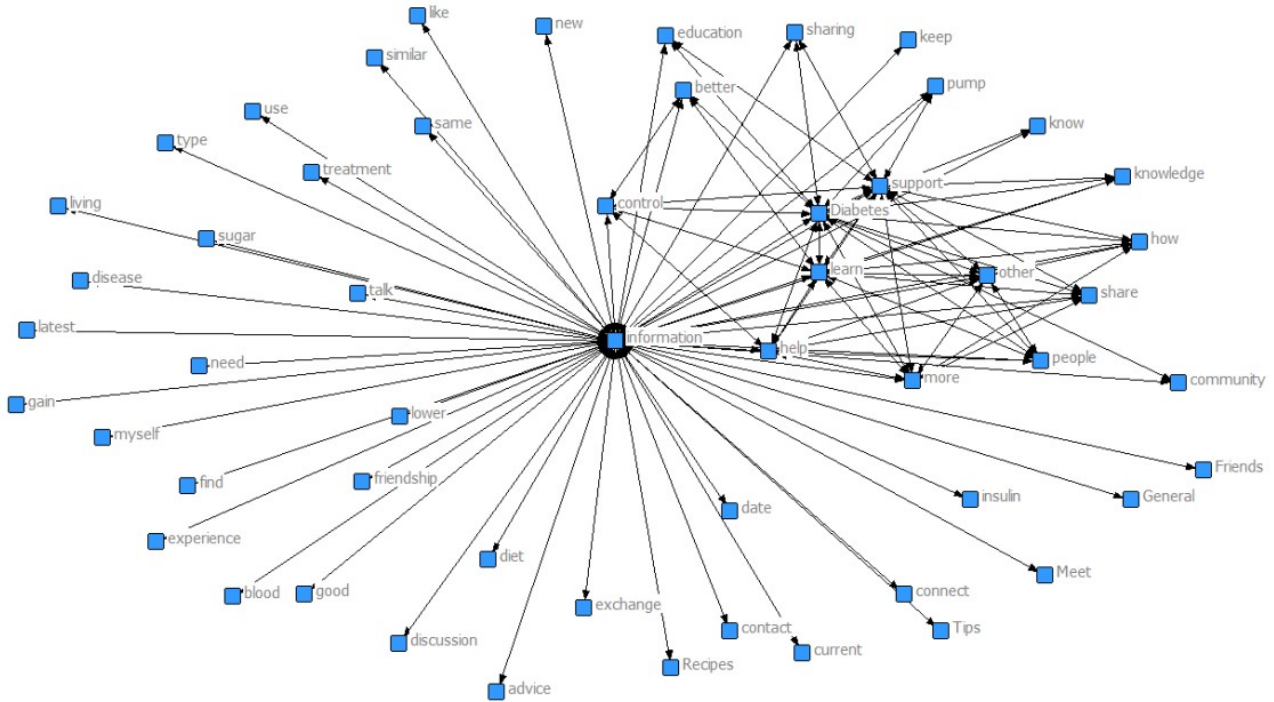 like
new
education
sharing
keep
similar
better
pump
use
same
know
type
treatment
knowledge
support
living
control
Diabetes
sugar
how
disease
talk
learn
other
share
latest
information
help
people
need
more
community
gain
lower
myself
Friends
find
friendship
insulin
General
date
experience
diet
Meet
blood
good
exchange
connect
discussion
contact
Tips
current
Recipes
advice